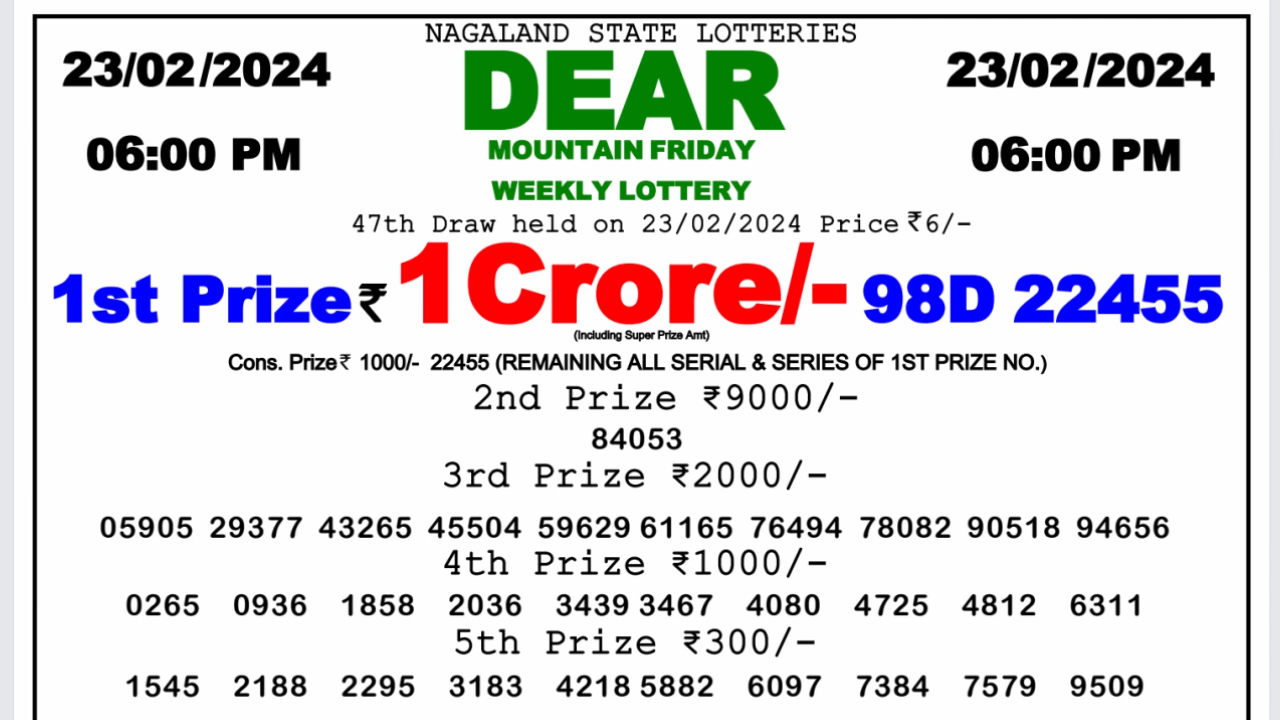 NAGALAND STATE LOTTERIES
23/02/2024 DEAR 23/02/2024
06:00 PM MOUNTAIN FRIDAY 06:00 PM
WEEKLY LOTTERY
47th Draw held on 23/02/2024 Price ₹6/-
1st Prize ₹ 1Crore/- 98D 22455
(Including Super Prize Amt)
Cons. Prize ₹ 1000/- 22455 (REMAINING ALL SERIAL & SERIES OF 1ST PRIZE NO.)
2nd Prize ₹9000/-
84053
3rd Prize ₹2000/-
05905 29377 43265 45504 59629 61165 76494 78082 90518 94656
4th Prize ₹1000/-
0265 0936 1858 2036 3439 3467 4080 4725 4812 6311
5th Prize ₹300/-
1545 2188 2295 3183 4218 5882 6097 7384 7579 9509